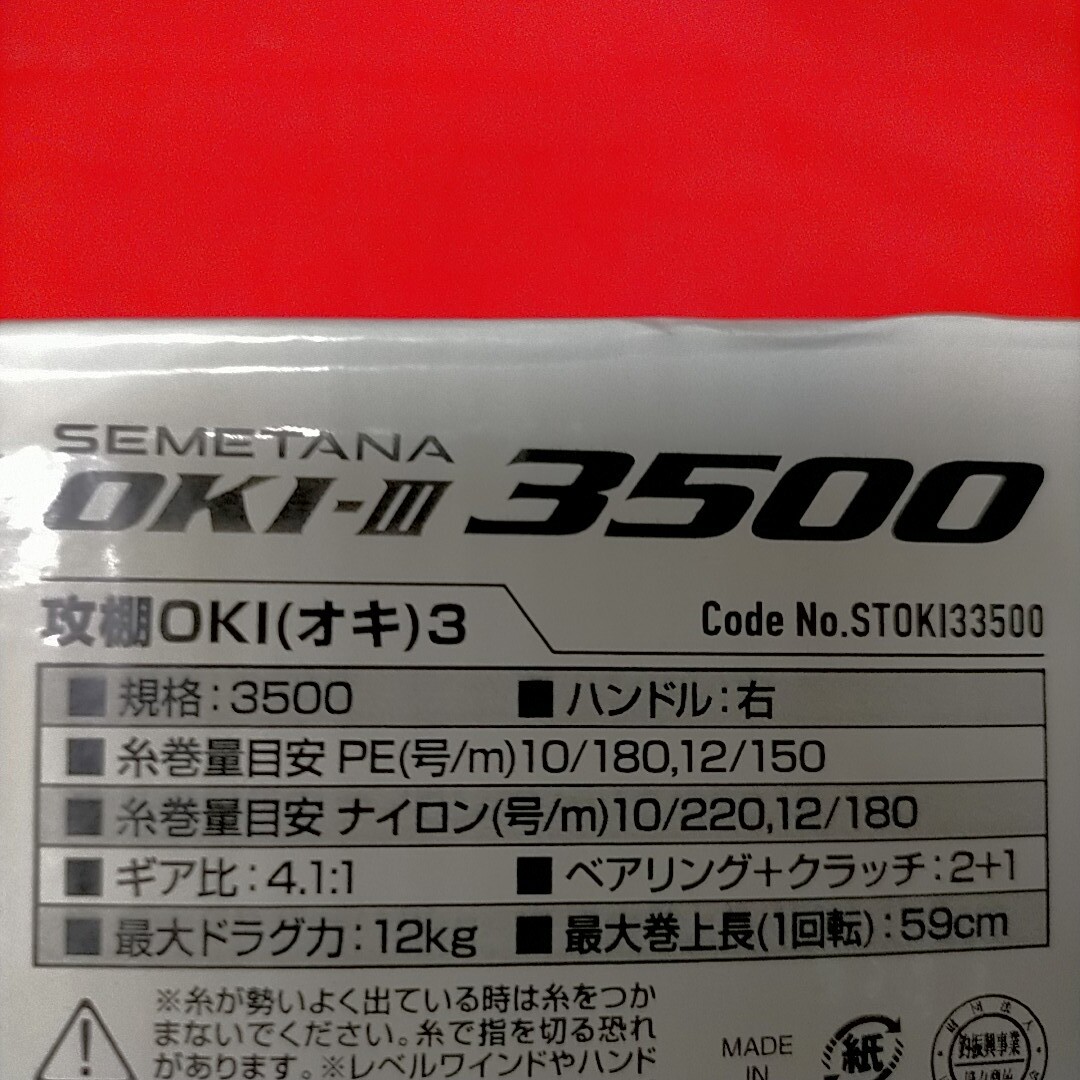 SEMETANA
OKI-III 3500
攻棚OKI(オキ)3
Code No.STOKI33500
■規格:3500 ■ハンドル:右
■糸巻量目安 PE(号/m)10/180,12/150
■糸巻量目安 ナイロン(号/m)10/220,12/180
■ギア比:4.1:1 ■ベアリング+クラッチ:2+1
■最大ドラグ力:12kg ■最大巻上長(1回転):59cm
※糸が勢いよく出ている時は糸をつか
まないでください。糸で指を切る恐れ
があります。※レベルワインドやハンド
MADE
IN
紙
釣振興事業